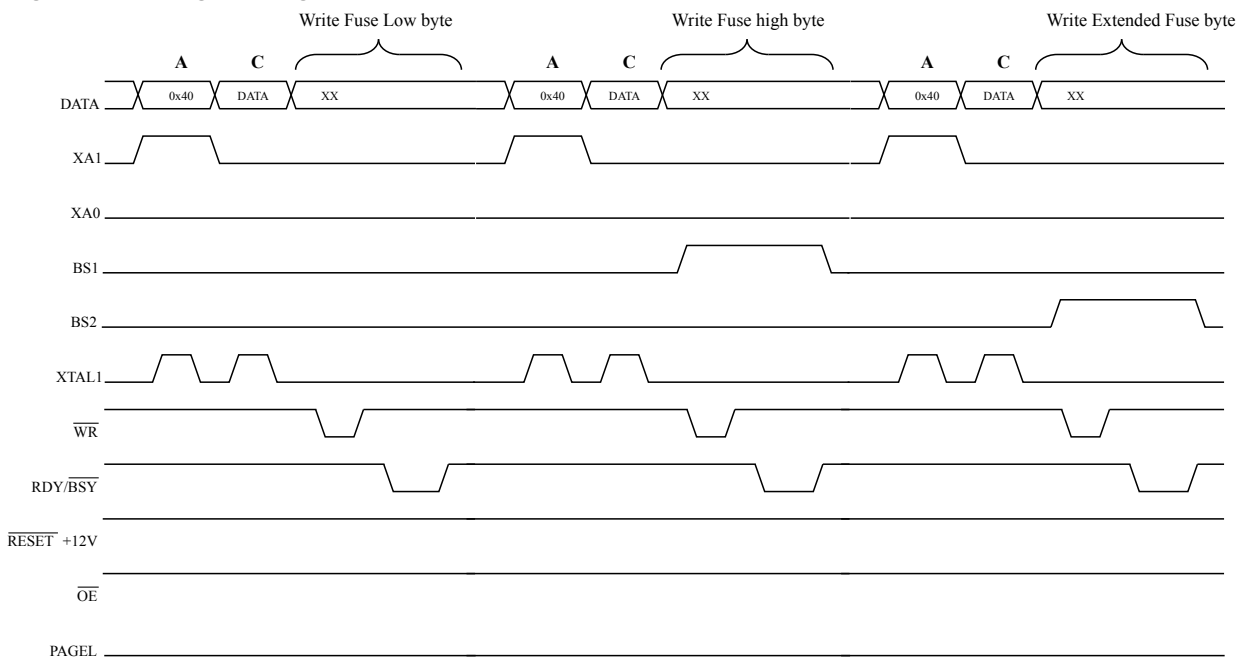 Write Fuse Low byte Write Fuse high byte Write Extended Fuse byte
A C A C A C
DATA 0x40 DATA XX 0x40 DATA XX 0x40 DATA XX
XA1
XA0
BS1
BS2
XTAL1
WR
RDY/BSY
RESET +12V
OE
PAGEL